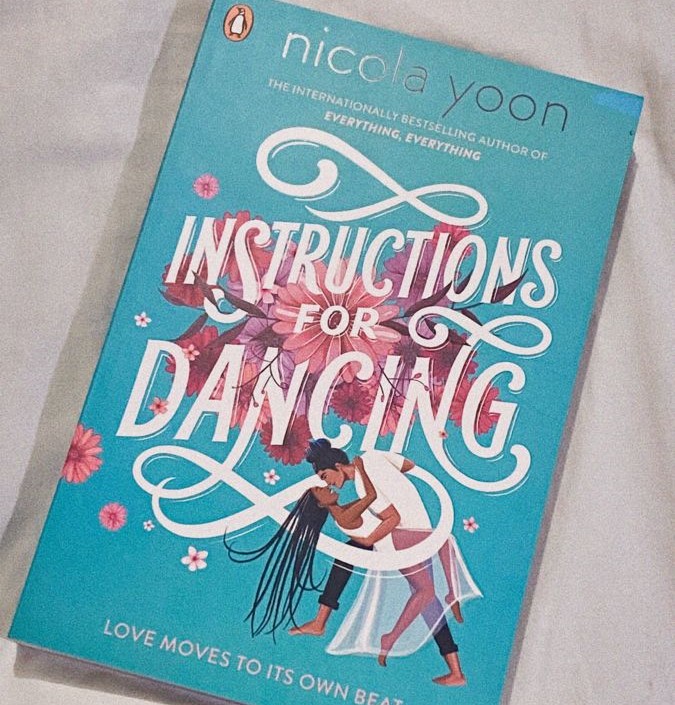 nicola yoon
THE INTERNATIONALLY BESTSELLING AUTHOR OF
EVERYTHING, EVERYTHING
INSTRUCTIONS
FOR
DANCING
LOVE MOVES TO ITS OWN BEAT